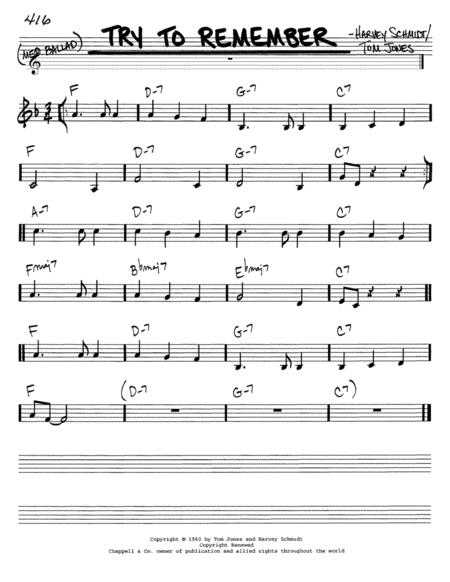 416
TRY TO REMEMBER
-HARVEY SCHMIDT/
TOM JONES
(MED BALLAD)
F D-7 G-7 C7
F D-7 G-7 C7
A-7 D-7 G-7 C7
Fmaj7 Bbmaj7 Ebmaj7 C7
F D-7 G-7 C7
F (D-7 G-7 C7)
Copyright © 1960 by Tom Jones and Harvey Schmidt
Copyright Renewed
Chappell & Co. owner of publication and allied rights throughout the world